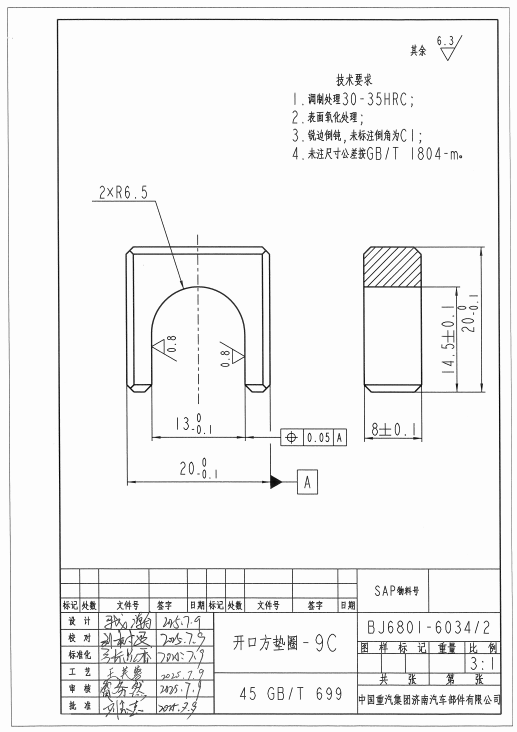 其余 6.3
技术要求
1. 调制处理30-35HRC;
2. 表面氧化处理;
3. 锐边倒钝,未标注倒角为C1;
4. 未注尺寸公差按GB/T 1804-m。
2×R6.5
0.8
0.8
14.5±0.1
20 0 -0.1
13 0 -0.1
0.05 A
8±0.1
20 0 -0.1
A
SAP物料号
标记 处数 文件号 签字 日期 标记 处数 文件号 签字 日期
设 计 2025.7.9
校 对 2025.7.9
标准化 2025.7.9
工 艺 2025.7.9
审 核 2025.7.9
批 准 2025.7.9
开口方垫圈-9C
45 GB/T 699
BJ6801-6034/2
图 样 标 记 重量 比 例
3:1
共 张 第 张
中国重汽集团济南汽车部件有限公司